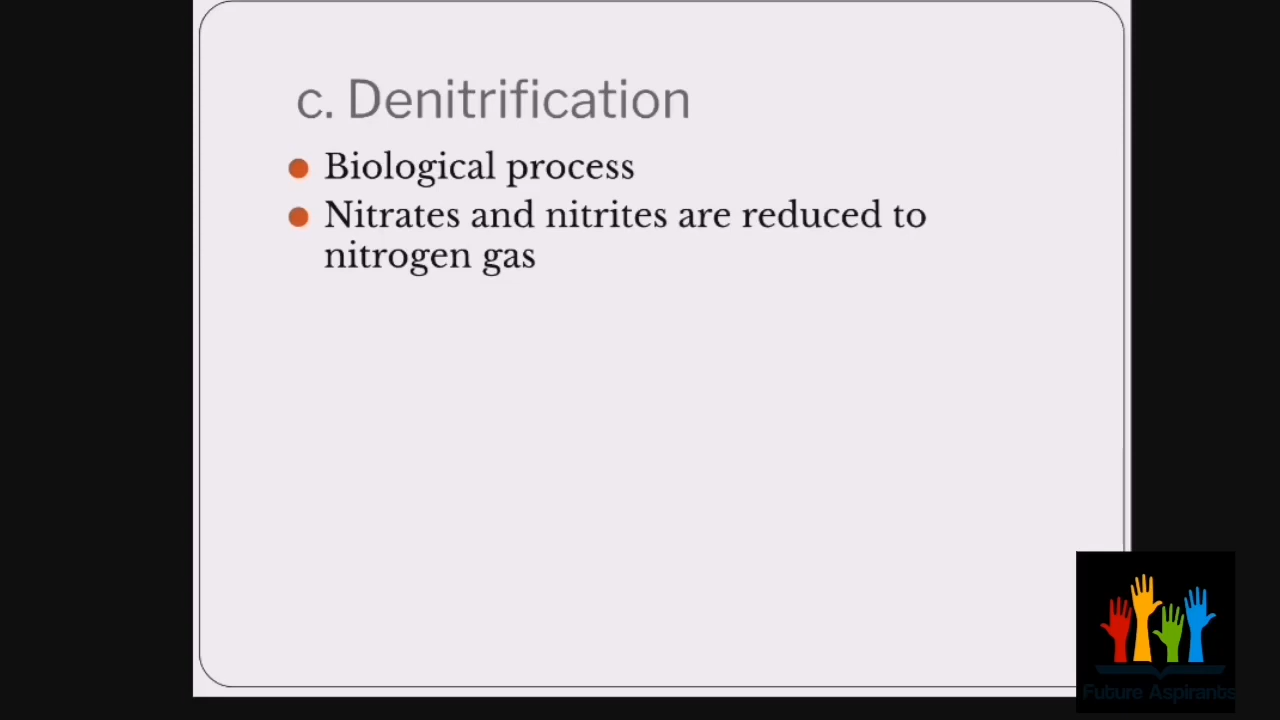 c. Denitrification
Biological process
Nitrates and nitrites are reduced to
nitrogen gas
Future Aspirants